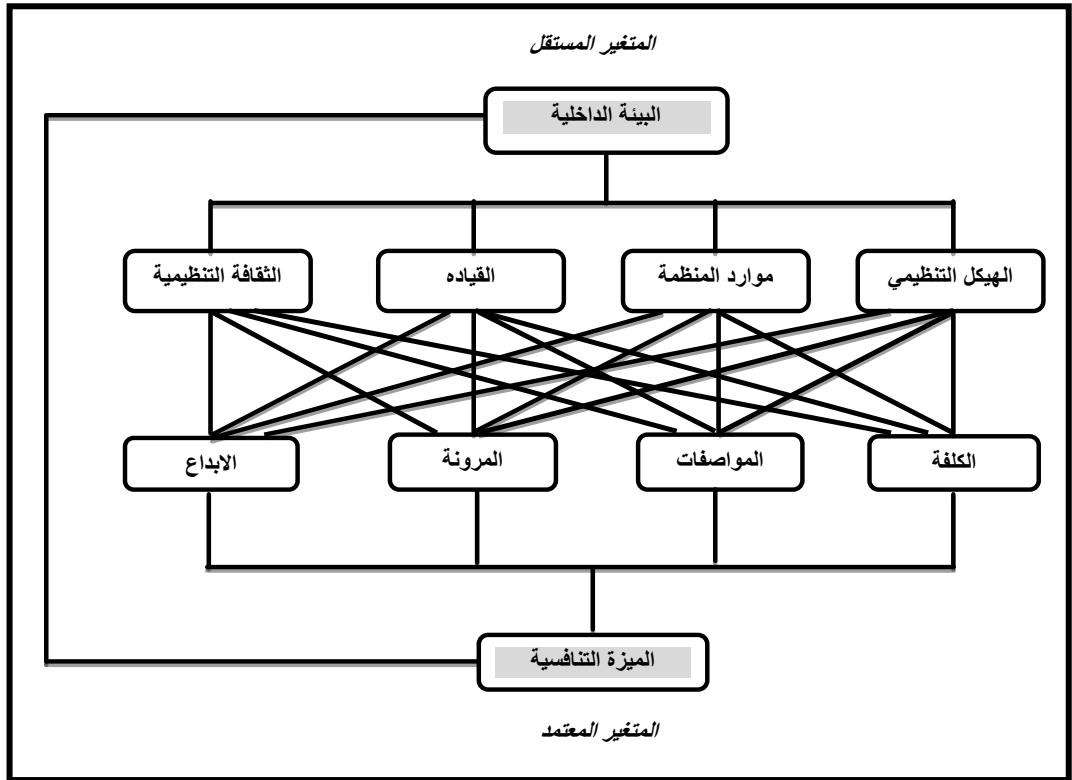 المتغير المستقل
البيئة الداخلية
الهيكل التنظيمي
موارد المنظمة
القياده
الثقافة التنظيمية
الكلفة
المواصفات
المرونة
الابداع
الميزة التنافسية
المتغير المعتمد